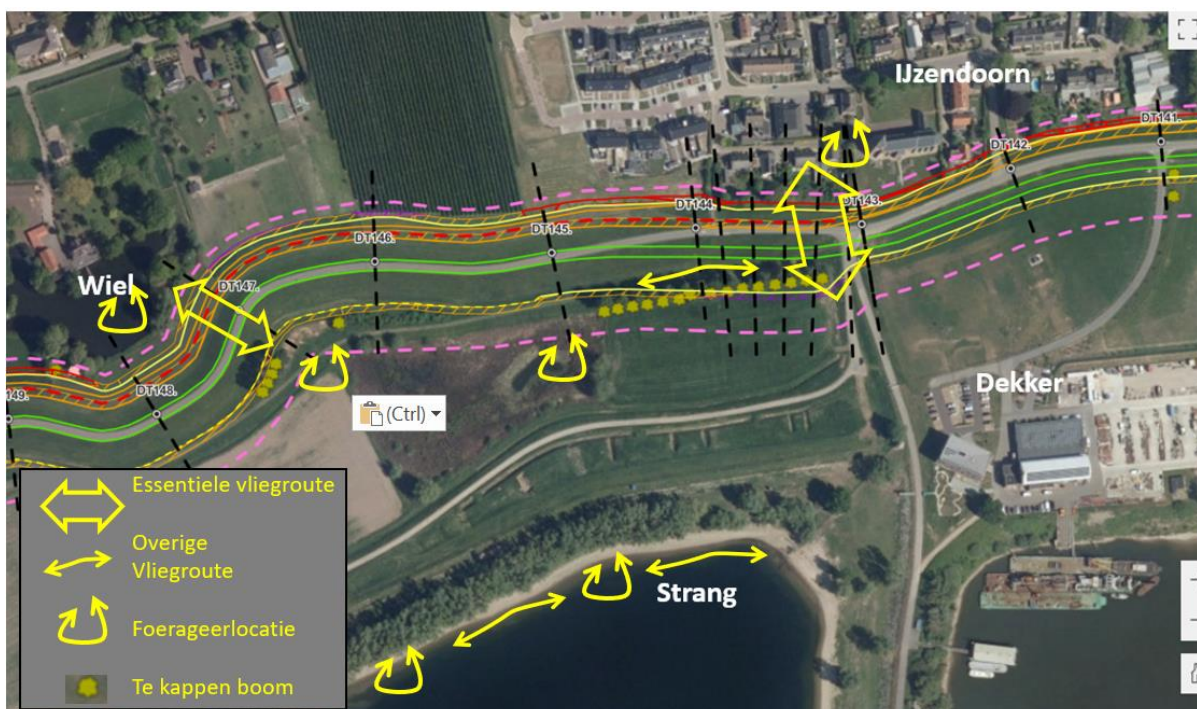 IJzendoorn
DT141.
DT142.
DT143.
DT144.
DT145.
DT146.
Wiel
DT147.
DT148.
149.
(Ctrl)
Dekker
Essentiele vliegroute
Overige
Vliegroute
Foerageerlocatie
Te kappen boom
Strang